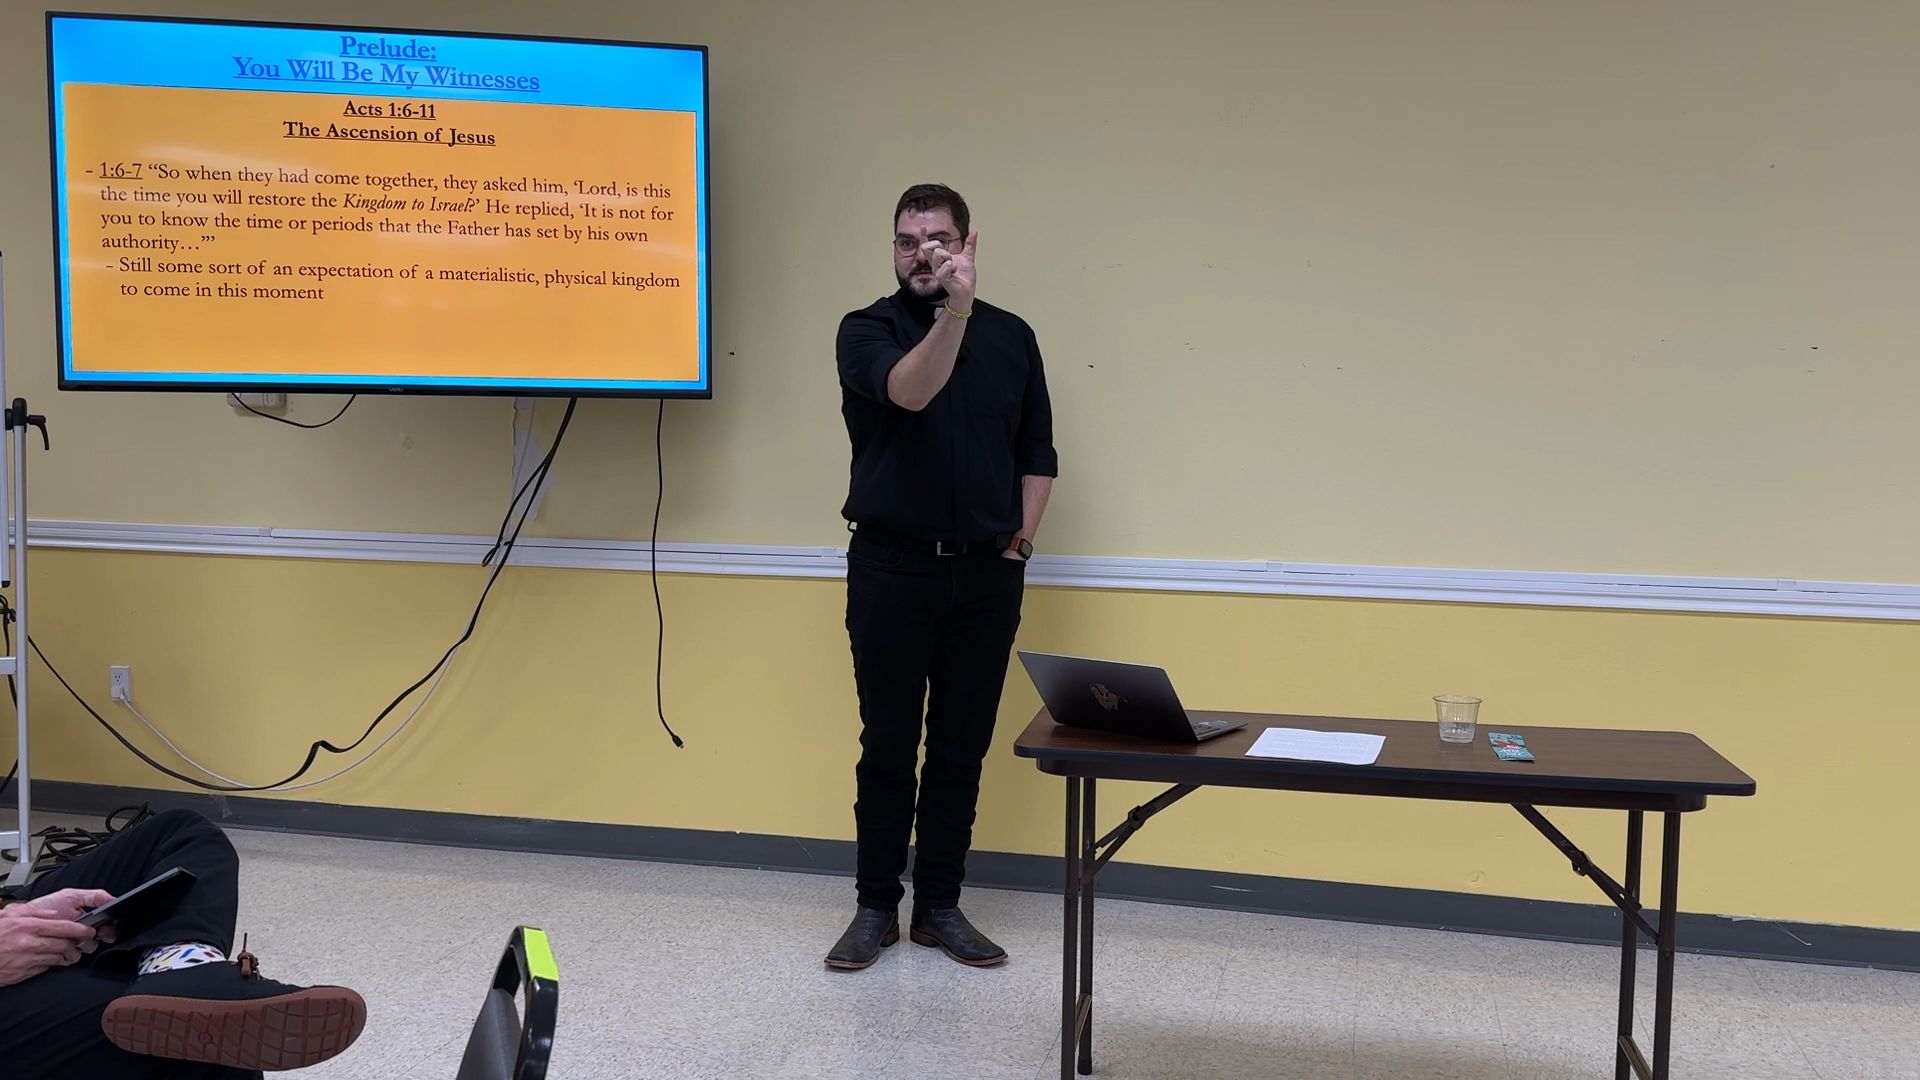 Prelude:
You Will Be My Witnesses
Acts 1:6-11
The Ascension of Jesus
- 1:6-7 “So when they had come together, they asked him, ‘Lord, is this
the time you will restore the Kingdom to Israel?’ He replied, ‘It is not for
you to know the time or periods that the Father has set by his own
authority…’”
- Still some sort of an expectation of a materialistic, physical kingdom
to come in this moment